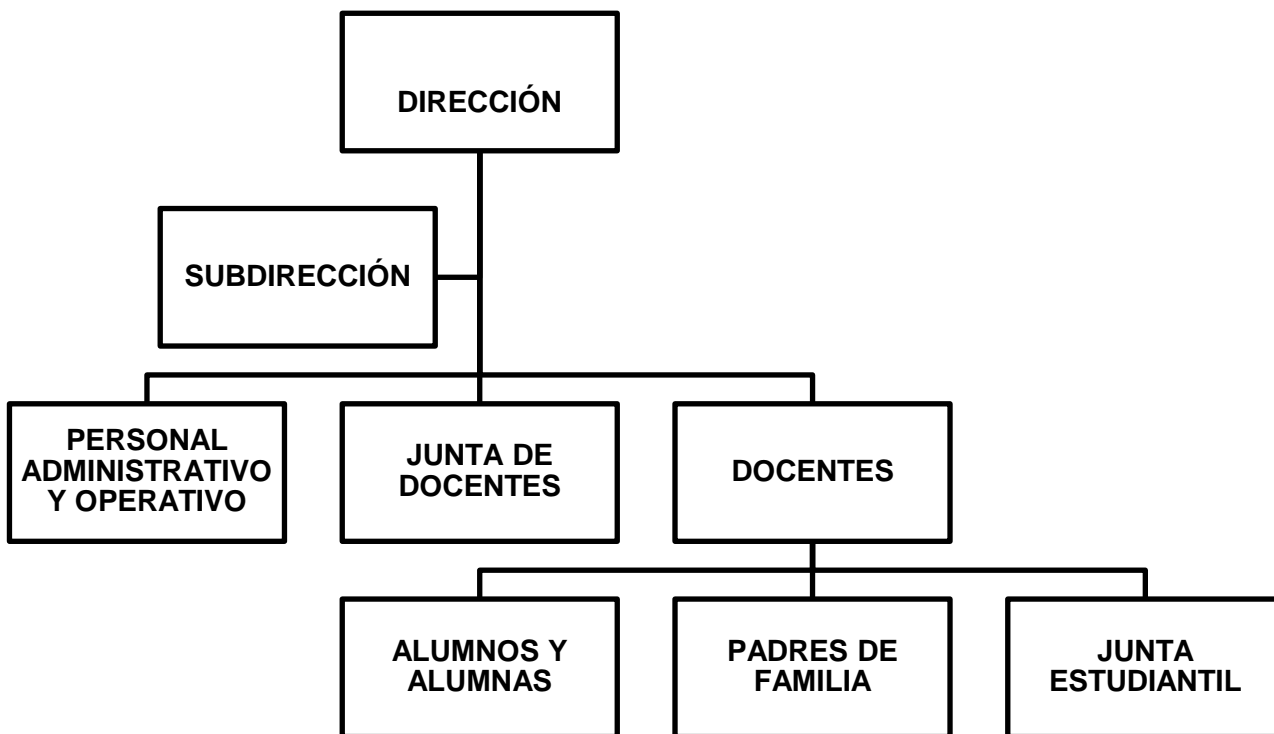 DIRECCIÓN
SUBDIRECCIÓN
PERSONAL
ADMINISTRATIVO
Y OPERATIVO
JUNTA DE
DOCENTES
DOCENTES
ALUMNOS Y
ALUMNAS
PADRES DE
FAMILIA
JUNTA
ESTUDIANTIL